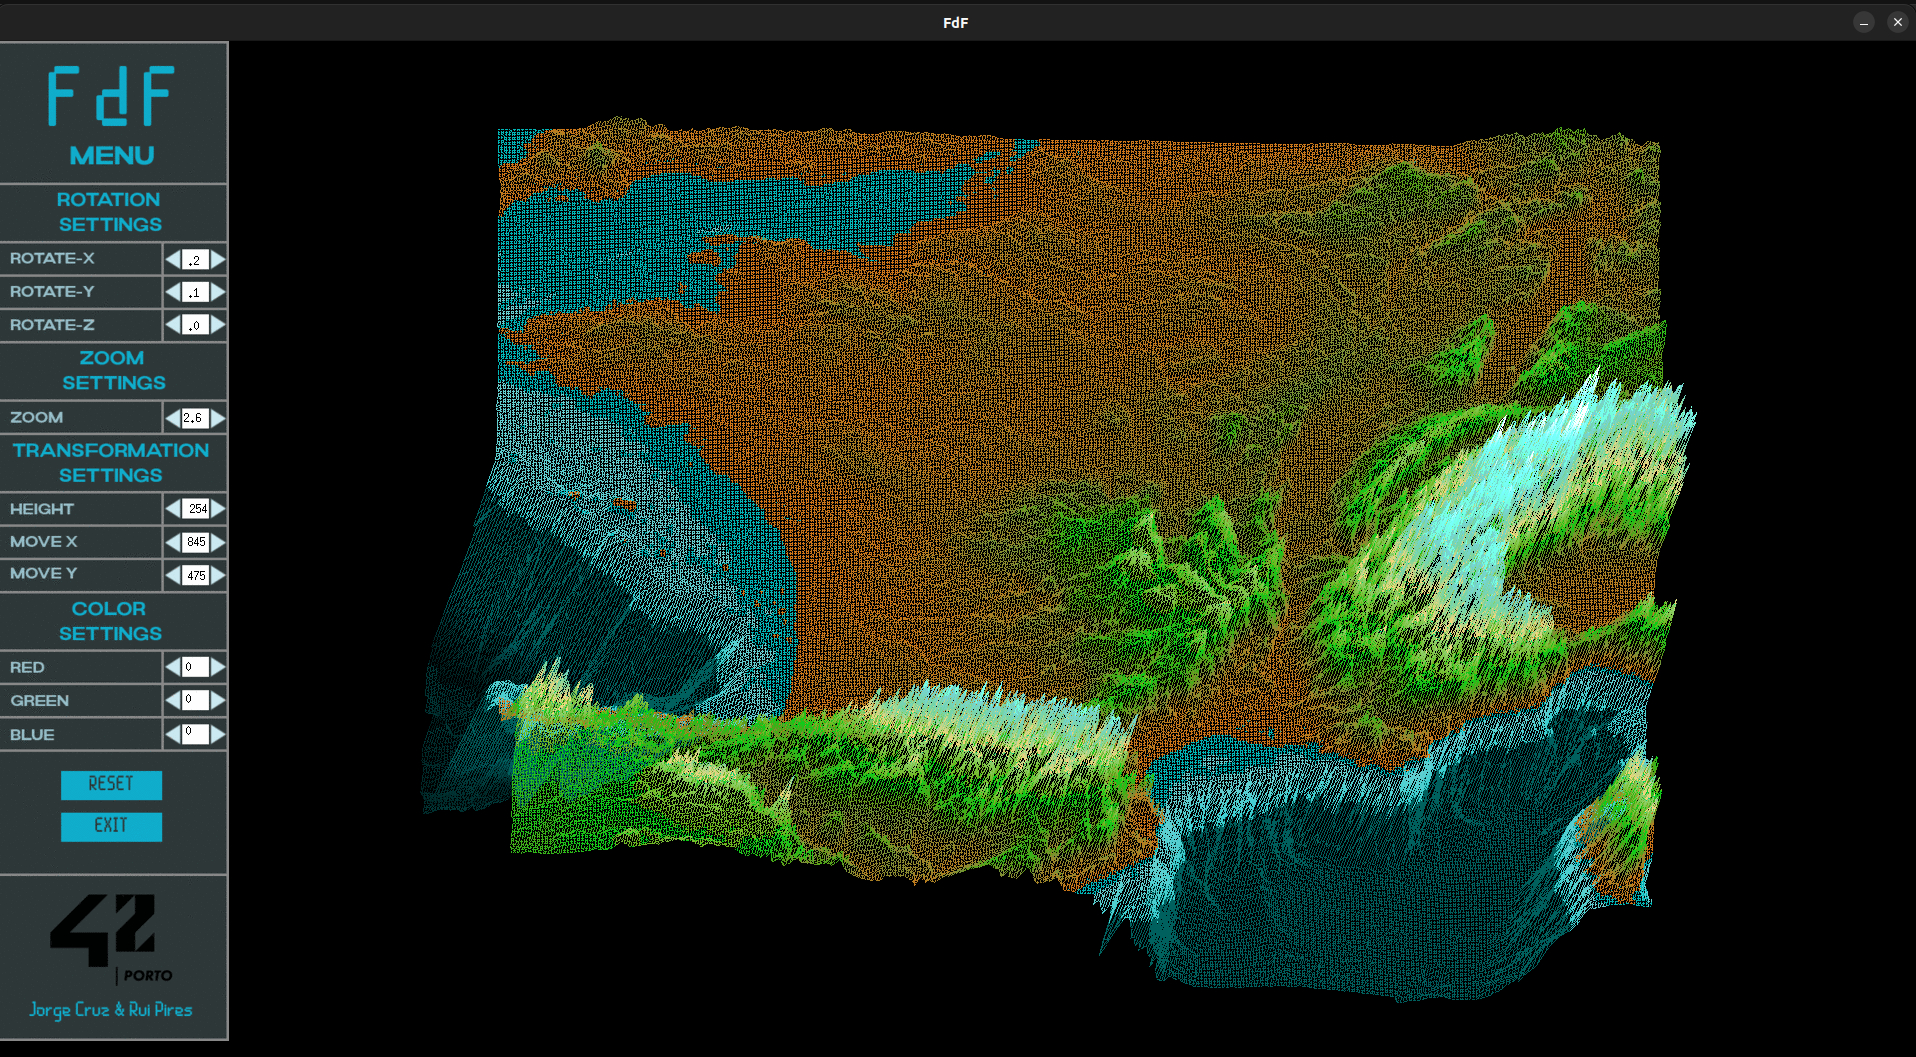 FdF
FdF
MENU
ROTATION
SETTINGS
ROTATE-X .2
ROTATE-Y .1
ROTATE-Z .0
ZOOM
SETTINGS
ZOOM 2.6
TRANSFORMATION
SETTINGS
HEIGHT 254
MOVE X 845
MOVE Y 475
COLOR
SETTINGS
RED 0
GREEN 0
BLUE 0
RESET
EXIT
42
PORTO
Jorge Cruz & Rui Pires